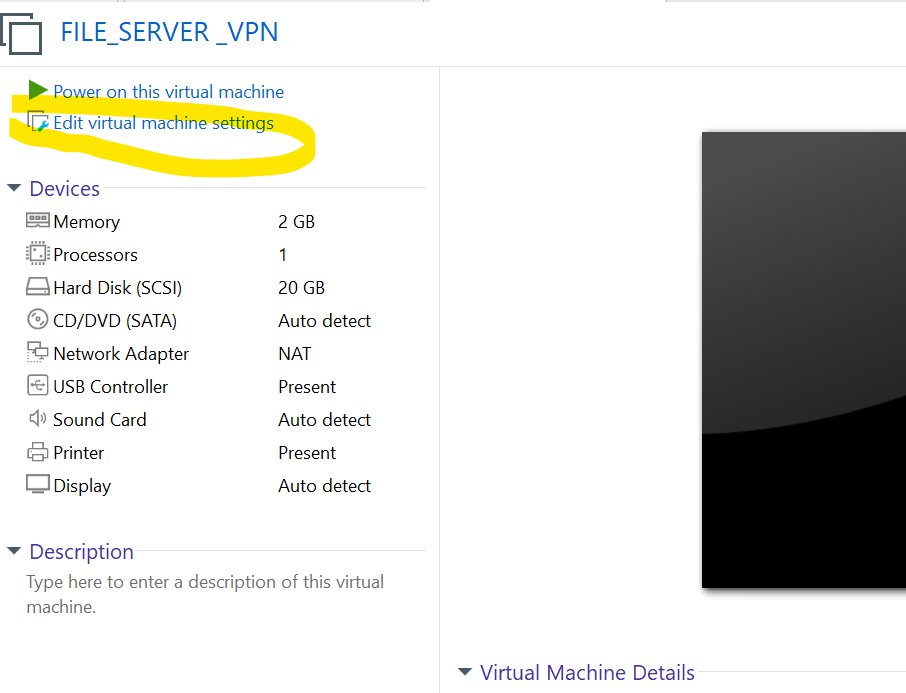 FILE_SERVER _VPN
Power on this virtual machine
Edit virtual machine settings
Devices
Memory 2 GB
Processors 1
Hard Disk (SCSI) 20 GB
CD/DVD (SATA) Auto detect
Network Adapter NAT
USB Controller Present
Sound Card Auto detect
Printer Present
Display Auto detect
Description
Type here to enter a description of this virtual
machine.
Virtual Machine Details